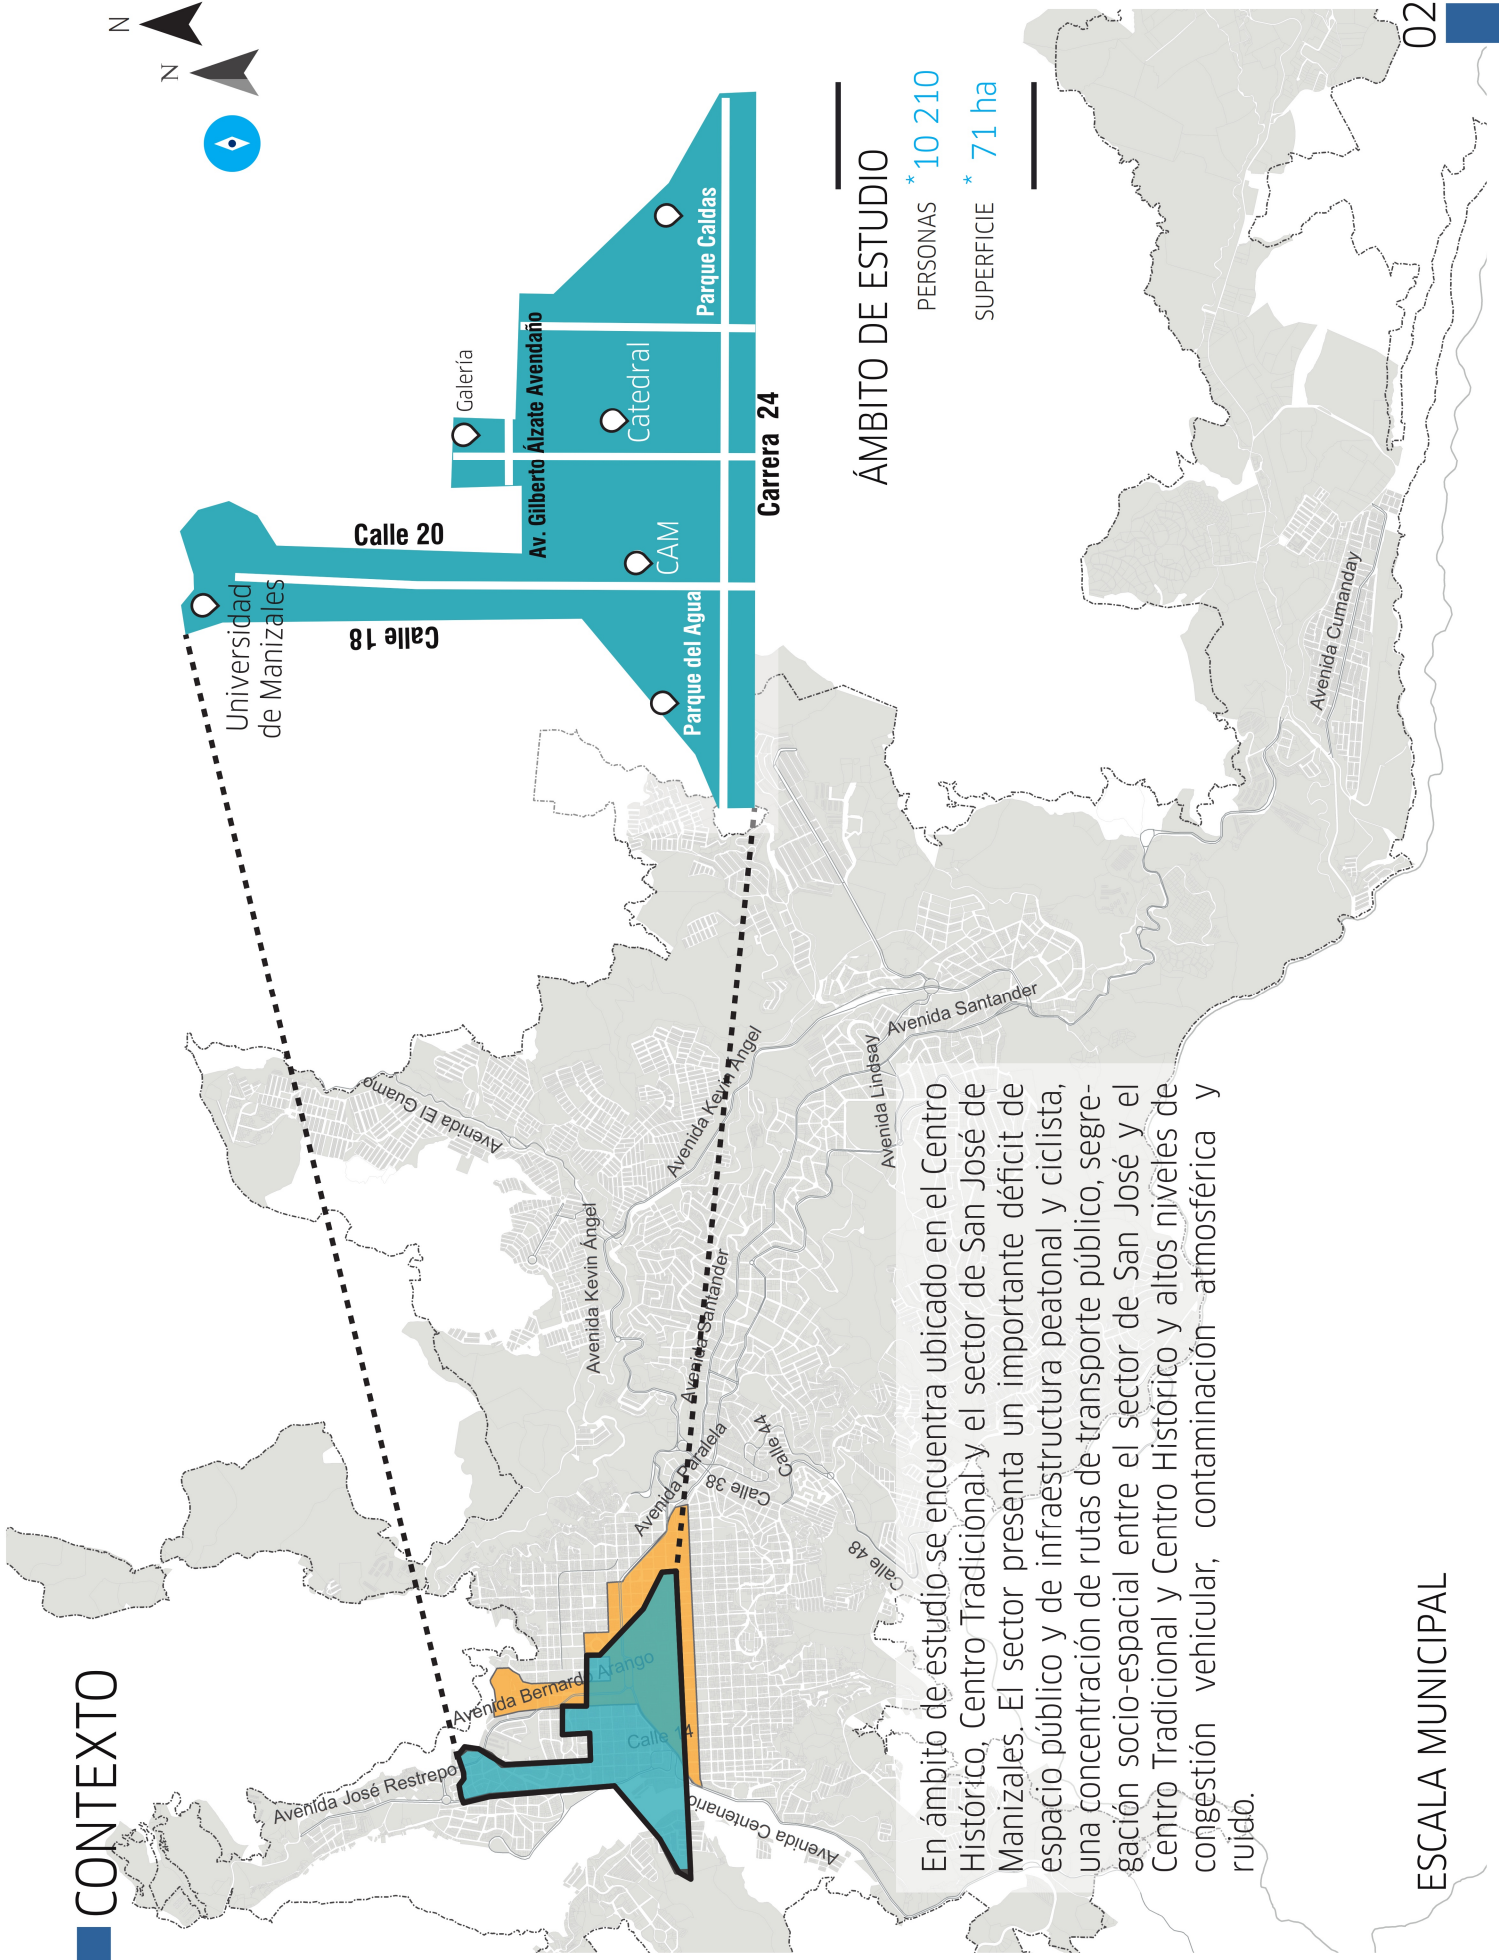 CONTEXTO
N
N
Universidad
de Manizales
Calle 18
Calle 20
Galería
Av. Gilberto Álzate Avendaño
Catedral
CAM
Parque Caldas
Parque del Agua
Carrera 24
ÁMBITO DE ESTUDIO
PERSONAS * 10 210
SUPERFICIE * 71 ha
Avenida José Restrepo
Avenida Bernardo Arango
Calle 14
Avenida Centenario
Avenida Paralela
Calle 38
Calle 44
Calle 48
Avenida Santander
Avenida Kevin Ángel
Avenida El Guamo
Avenida Kevin Ángel
Avenida Lindsay
Avenida Santander
Avenida Cumanday
En ámbito de estudio se encuentra ubicado en el Centro
Histórico, Centro Tradicional y el sector de San José de
Manizales. El sector presenta un importante déficit de
espacio público y de infraestructura peatonal y ciclista,
una concentración de rutas de transporte público, segre-
gación socio-espacial entre el sector de San José y el
Centro Tradicional y Centro Histórico y altos niveles de
congestión vehicular, contaminación atmosférica y
ruido.
ESCALA MUNICIPAL
02